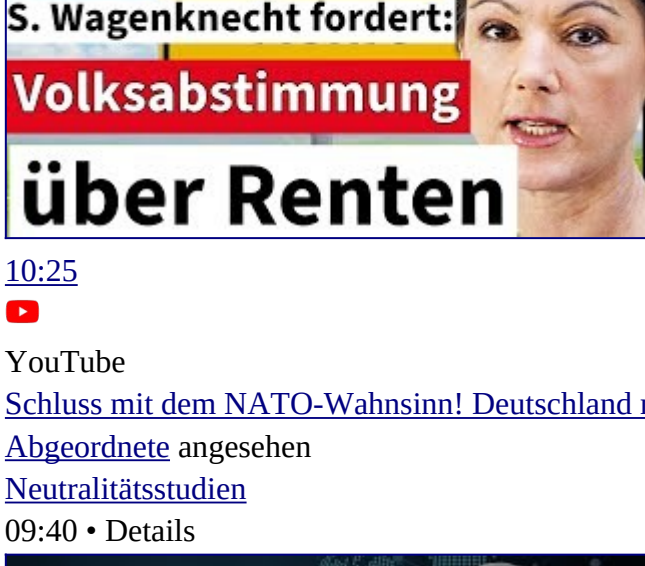 S. Wagenknecht fordert:
Volksabstimmung
über Renten
10:25
YouTube
Schluss mit dem NATO-Wahnsinn! Deutschland
Abgeordnete angesehen
Neutralitätsstudien
09:40 • Details